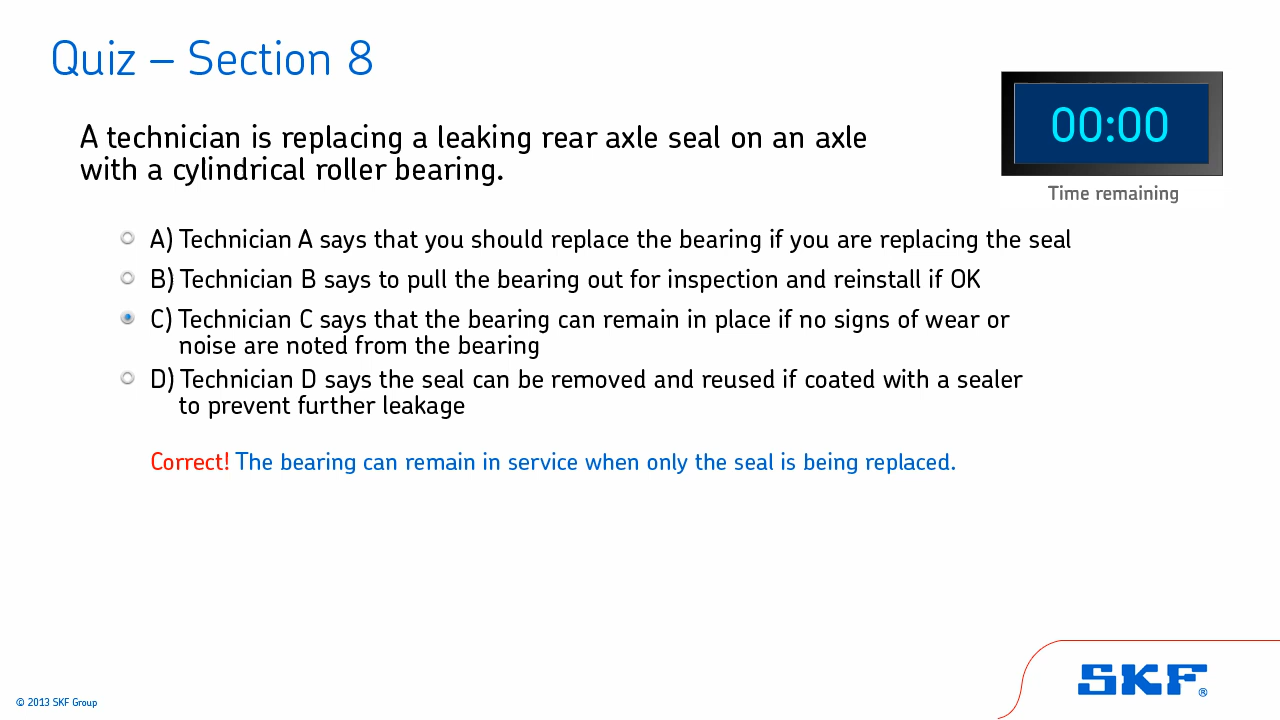 Quiz – Section 8
00:00
Time remaining
A technician is replacing a leaking rear axle seal on an axle
with a cylindrical roller bearing.
A) Technician A says that you should replace the bearing if you are replacing the seal
B) Technician B says to pull the bearing out for inspection and reinstall if OK
C) Technician C says that the bearing can remain in place if no signs of wear or
noise are noted from the bearing
D) Technician D says the seal can be removed and reused if coated with a sealer
to prevent further leakage
Correct! The bearing can remain in service when only the seal is being replaced.
© 2013 SKF Group
SKF®